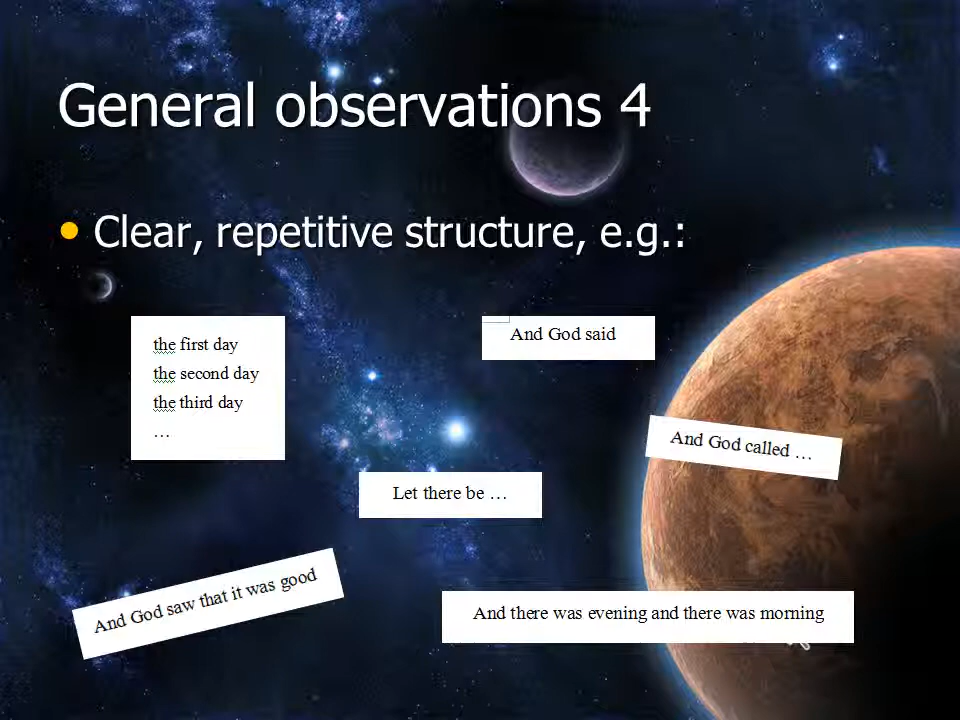 General observations 4
• Clear, repetitive structure, e.g.:
the first day
the second day
the third day
…
And God said
And God called …
Let there be …
And God saw that it was good
And there was evening and there was morning